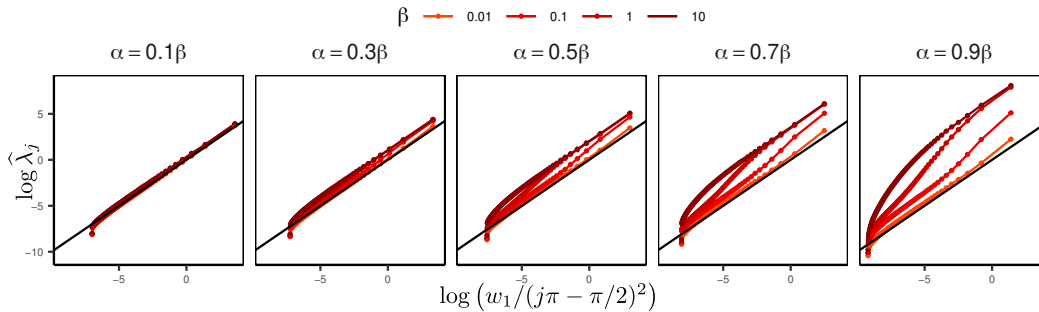 β 0.01 0.1 1 10
α = 0.1β α = 0.3β α = 0.5β α = 0.7β α = 0.9β
log λ̂_j
5
0
−5
−10
−5 0 −5 0 −5 0 −5 0 −5 0
log (w₁/(jπ − π/2)²)